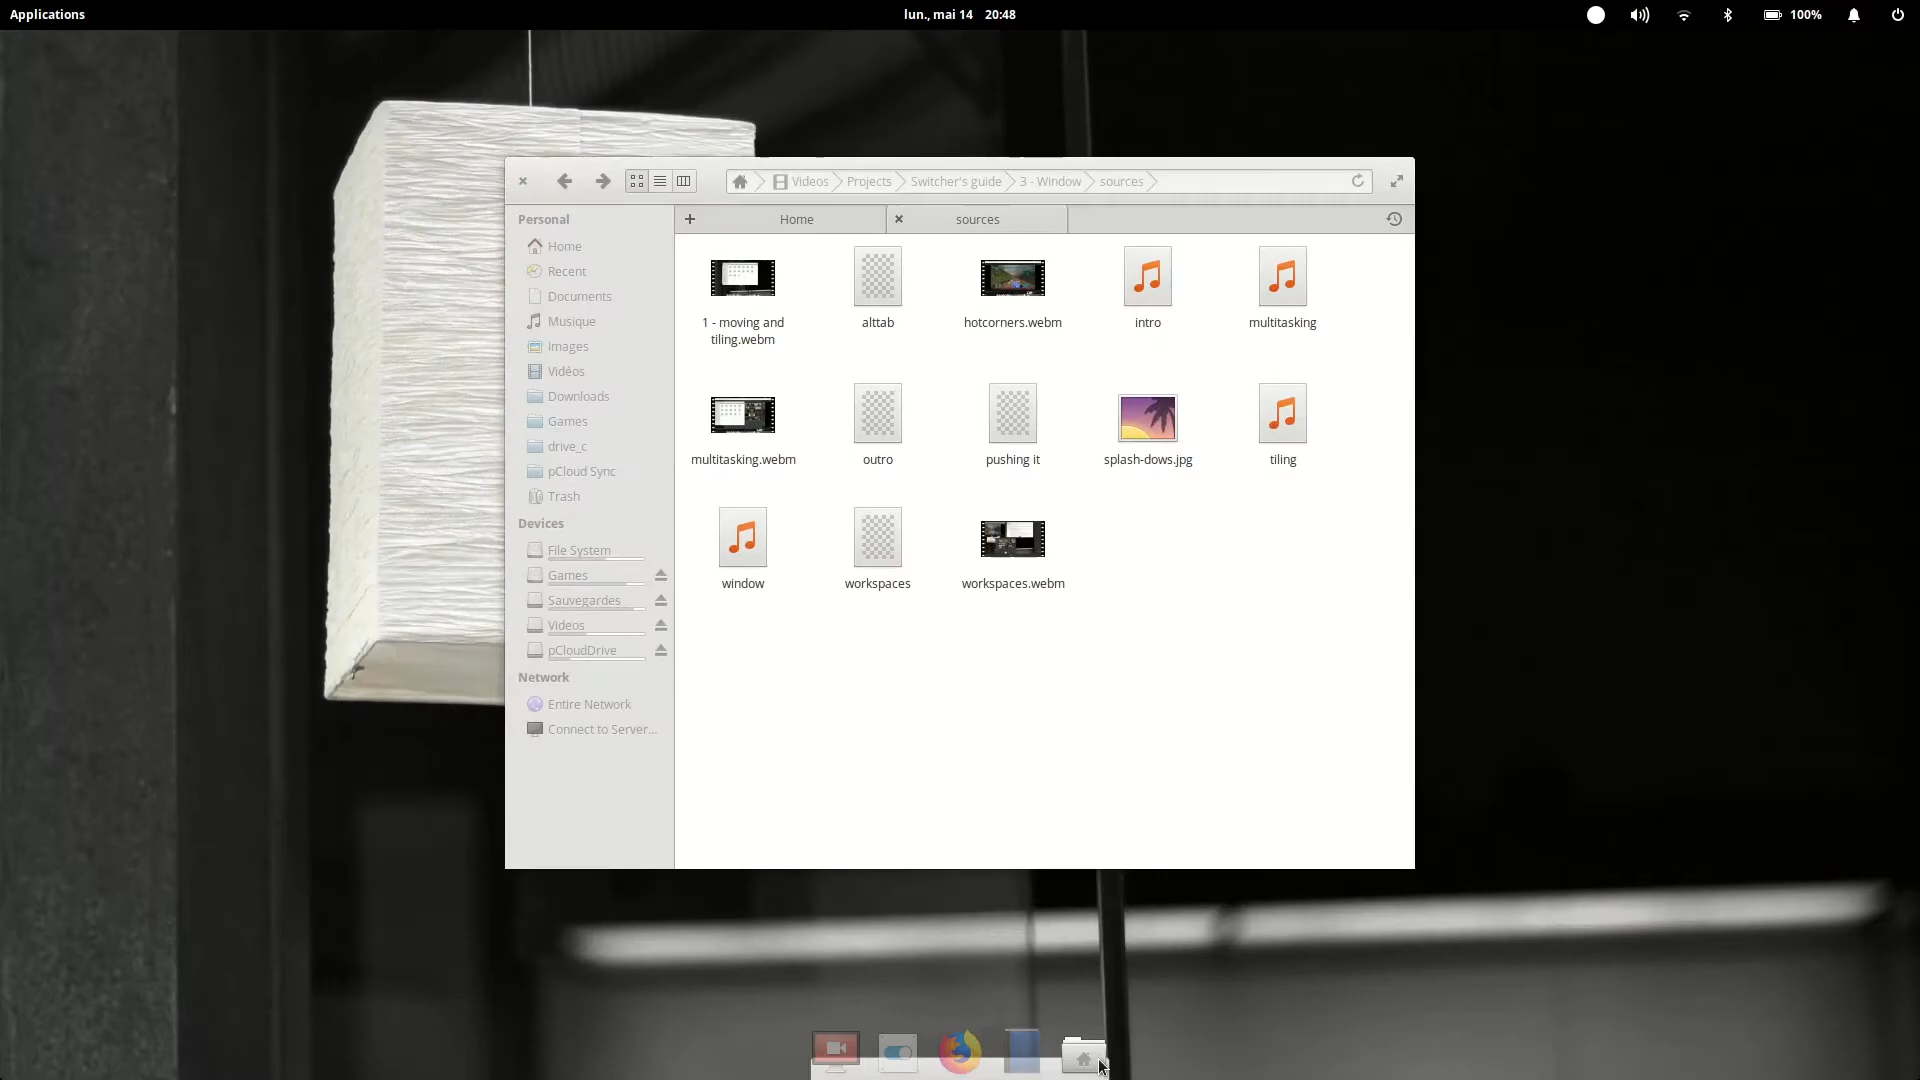 Applications
lun., mai 14 20:48
100%
Videos
Projects
Switcher's guide
3 - Window
sources
Personal
Home
Recent
Documents
Musique
Images
Vidéos
Downloads
Games
drive_c
pCloud Sync
Trash
Devices
File System
Games
Sauvegardes
Videos
pCloudDrive
Network
Entire Network
Connect to Server...
Home
sources
1 - moving and
tiling.webm
alttab
hotcorners.webm
intro
multitasking
multitasking.webm
outro
pushing it
splash-dows.jpg
tiling
window
workspaces
workspaces.webm